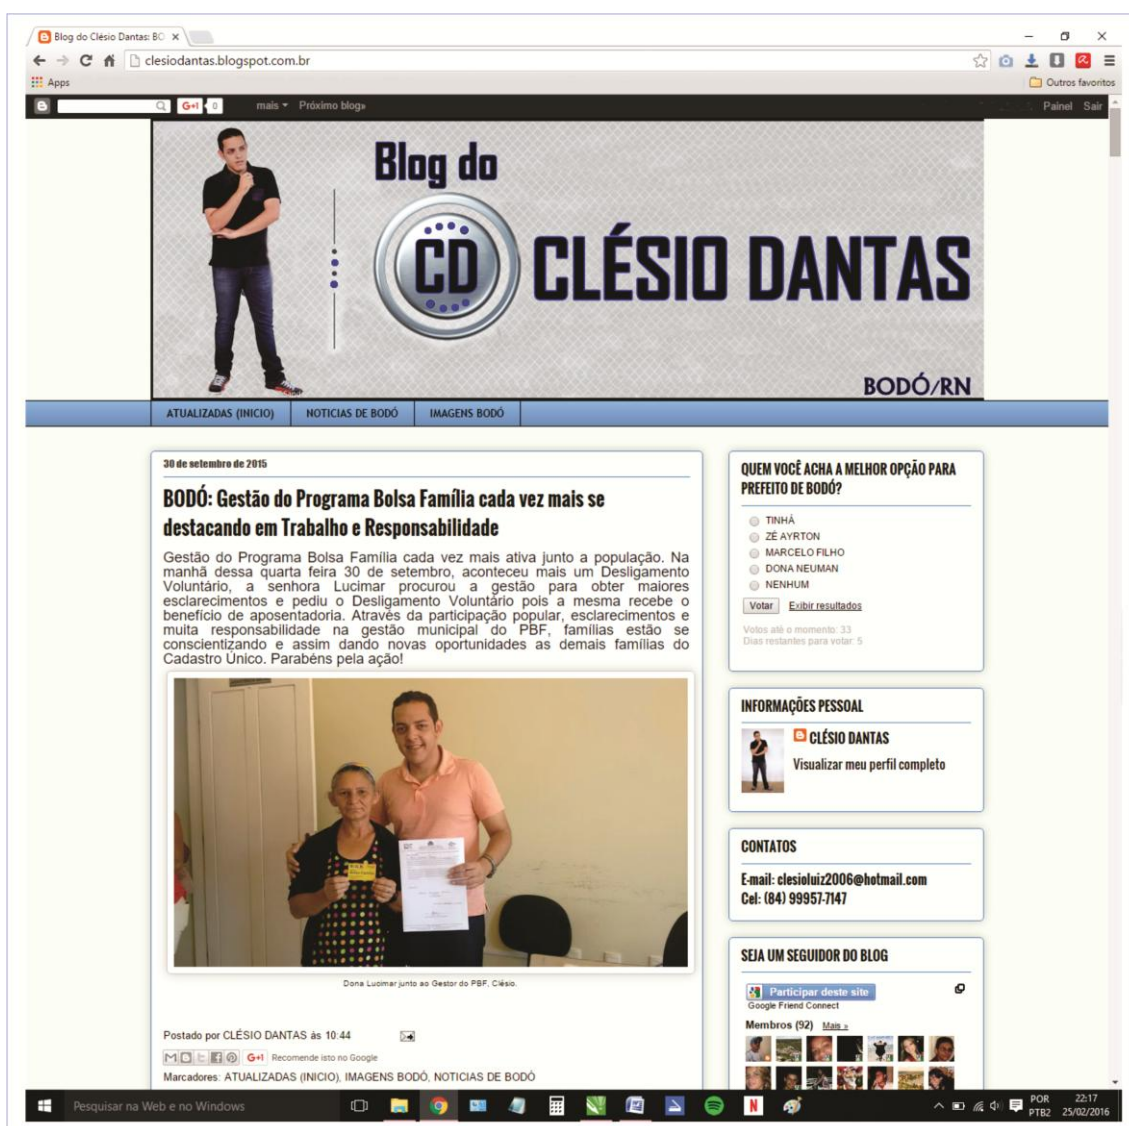 Blog do Clésio Dantas: BO
clesiodantas.blogspot.com.br
Apps
Outros favoritos
G+1 0 mais Próximo blog»
Painel Sair
Blog do
CD CLÉSIO DANTAS
BODÓ/RN
ATUALIZADAS (INICIO) NOTICIAS DE BODÓ IMAGENS BODÓ
30 de setembro de 2015
BODÓ: Gestão do Programa Bolsa Família cada vez mais se
destacando em Trabalho e Responsabilidade
Gestão do Programa Bolsa Família cada vez mais ativa junto a população. Na
manhã dessa quarta feira 30 de setembro, aconteceu mais um Desligamento
Voluntário, a senhora Lucimar procurou a gestão para obter maiores
esclarecimentos e pediu o Desligamento Voluntário pois a mesma recebe o
benefício de aposentadoria. Através da participação popular, esclarecimentos e
muita responsabilidade na gestão municipal do PBF, famílias estão se
conscientizando e assim dando novas oportunidades as demais famílias do
Cadastro Único. Parabéns pela ação!
Dona Lucimar junto ao Gestor do PBF, Clésio.
Postado por CLÉSIO DANTAS às 10:44
G+1 Recomende isto no Google
Marcadores: ATUALIZADAS (INICIO), IMAGENS BODÓ, NOTICIAS DE BODÓ
QUEM VOCÊ ACHA A MELHOR OPÇÃO PARA
PREFEITO DE BODÓ?
TINHÁ
ZÉ AYRTON
MARCELO FILHO
DONA NEUMAN
NENHUM
Votar Exibir resultados
Votos até o momento: 33
Dias restantes para votar: 5
INFORMAÇÕES PESSOAL
CLÉSIO DANTAS
Visualizar meu perfil completo
CONTATOS
E-mail: clesioluiz2006@hotmail.com
Cel: (84) 99957-7147
SEJA UM SEGUIDOR DO BLOG
Participar deste site
Google Friend Connect
Membros (92) Mais »
Pesquisar na Web e no Windows
POR 22:17
PTB2 25/02/2016